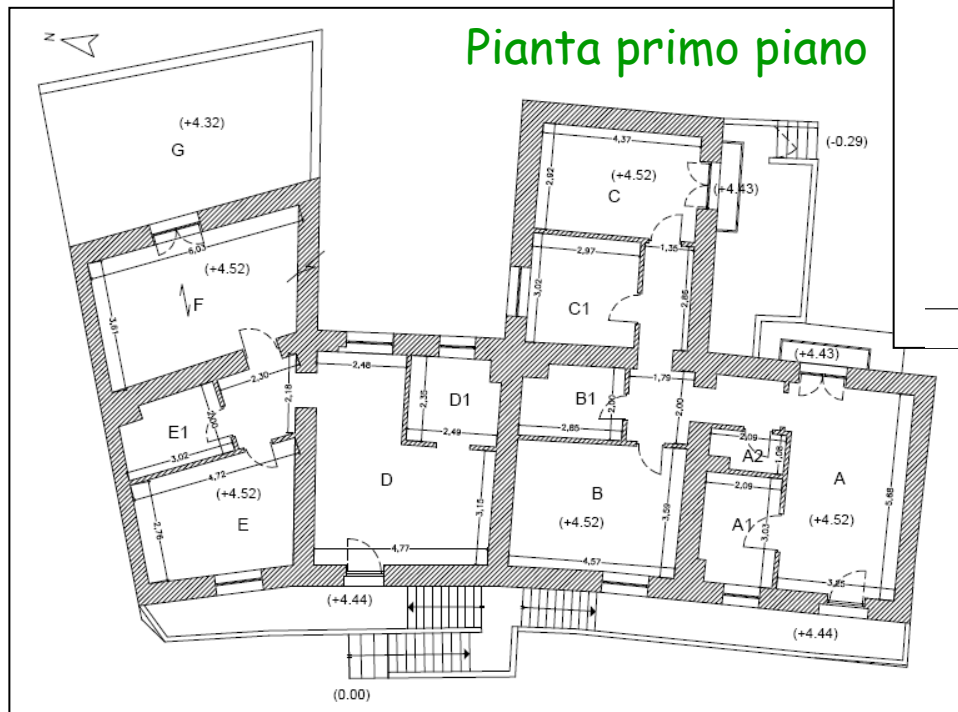 Pianta primo piano
N
(+4.32)
G
(-0.29)
4,37
(+4.52)
(+4.43)
2,92
C
1,35
6,03
(+4.52)
2,97
F
3,02
2,85
C1
3,61
(+4.43)
2,30
2,48
1,79
2,18
2,35
D1
B1
2,00
2,00
2,00
E1
2,49
2,85
2,09
A2
1,08
3,02
4,72
D
A
(+4.52)
2,09
5,68
E
B
3,15
3,59
A1
2,76
(+4.52)
3,03
(+4.52)
4,77
4,57
3,25
(+4.44)
(+4.44)
(0.00)